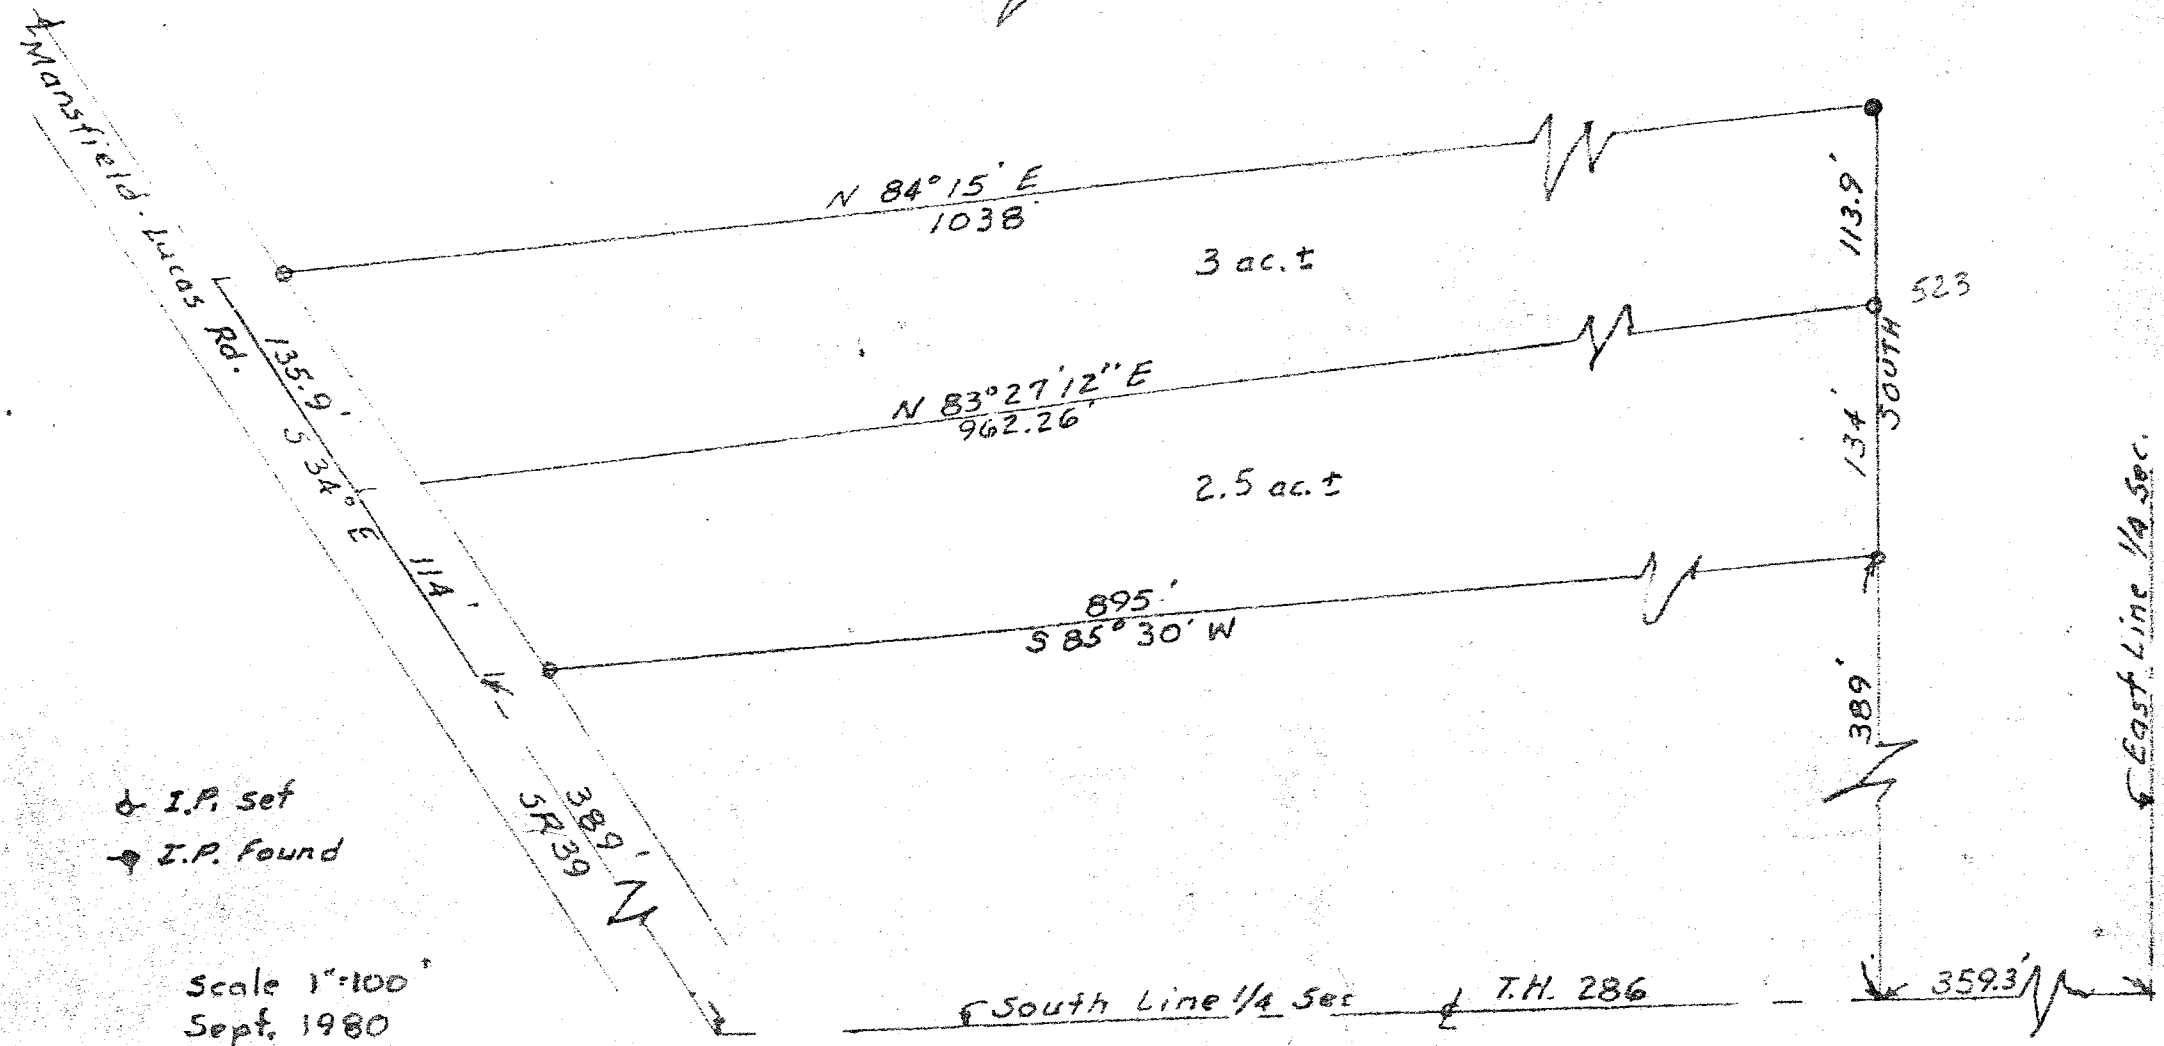 Mansfield-Lucas Rd.
N 84° 15' E
1038'
3 ac. ±
113.9'
523
SOUTH
135.9'
S 34° E
N 83° 27' 12" E
962.26'
134'
2.5 ac. ±
114'
895'
S 85° 30' W
389'
℄ East Line 1/4 Sec.
I.P. set
I.P. found
389'
SR 39
Scale 1"=100'
Sept. 1980
℄ South Line 1/4 Sec
℄ T.H. 286
359.3'